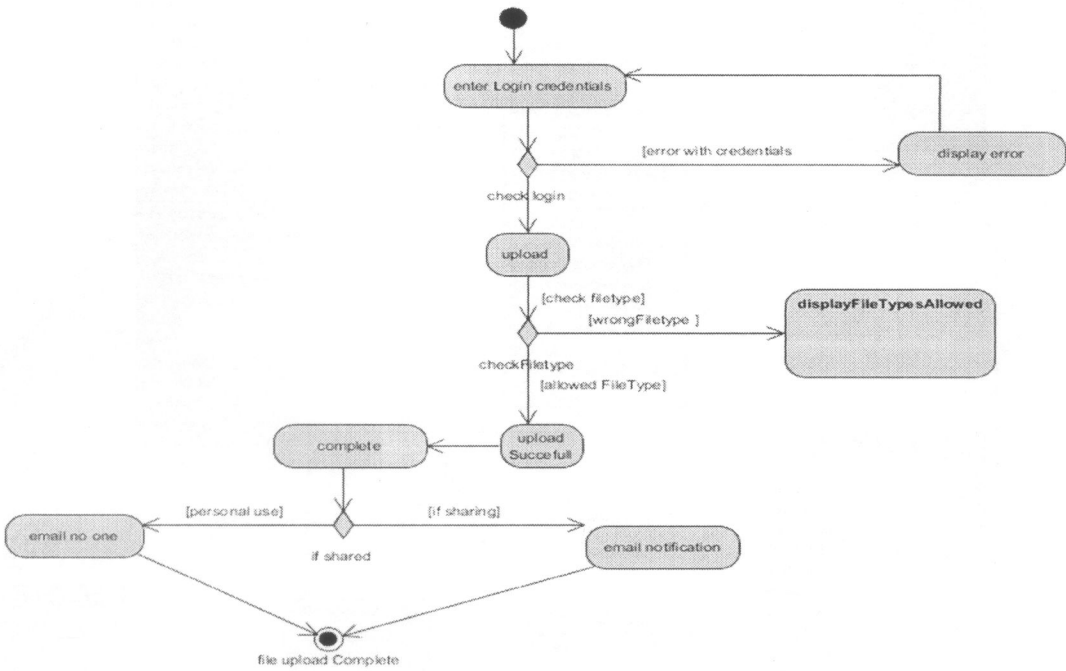 enter Login credentials
[error with credentials
display error
check login
upload
[check filetype]
displayFileTypesAllowed
[wrongFiletype ]
checkFiletype
[allowed FileType]
complete
upload
Succefull
[personal use]
[if sharing]
email no one
email notification
if shared
file upload Complete